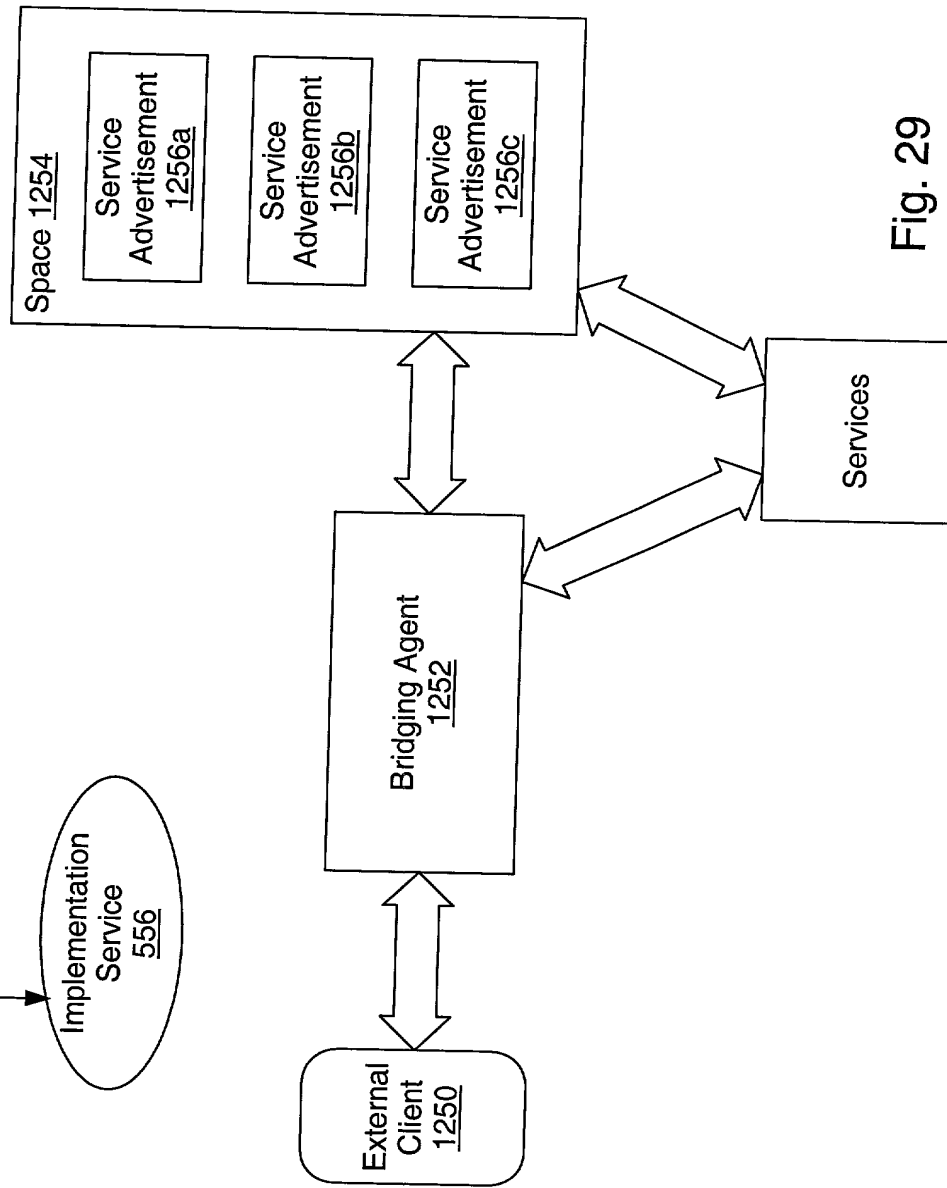 Implementation
Service
556
External
Client
1250
Bridging Agent
1252
Space 1254
Service
Advertisement
1256a
Service
Advertisement
1256b
Service
Advertisement
1256c
Services
Fig. 29